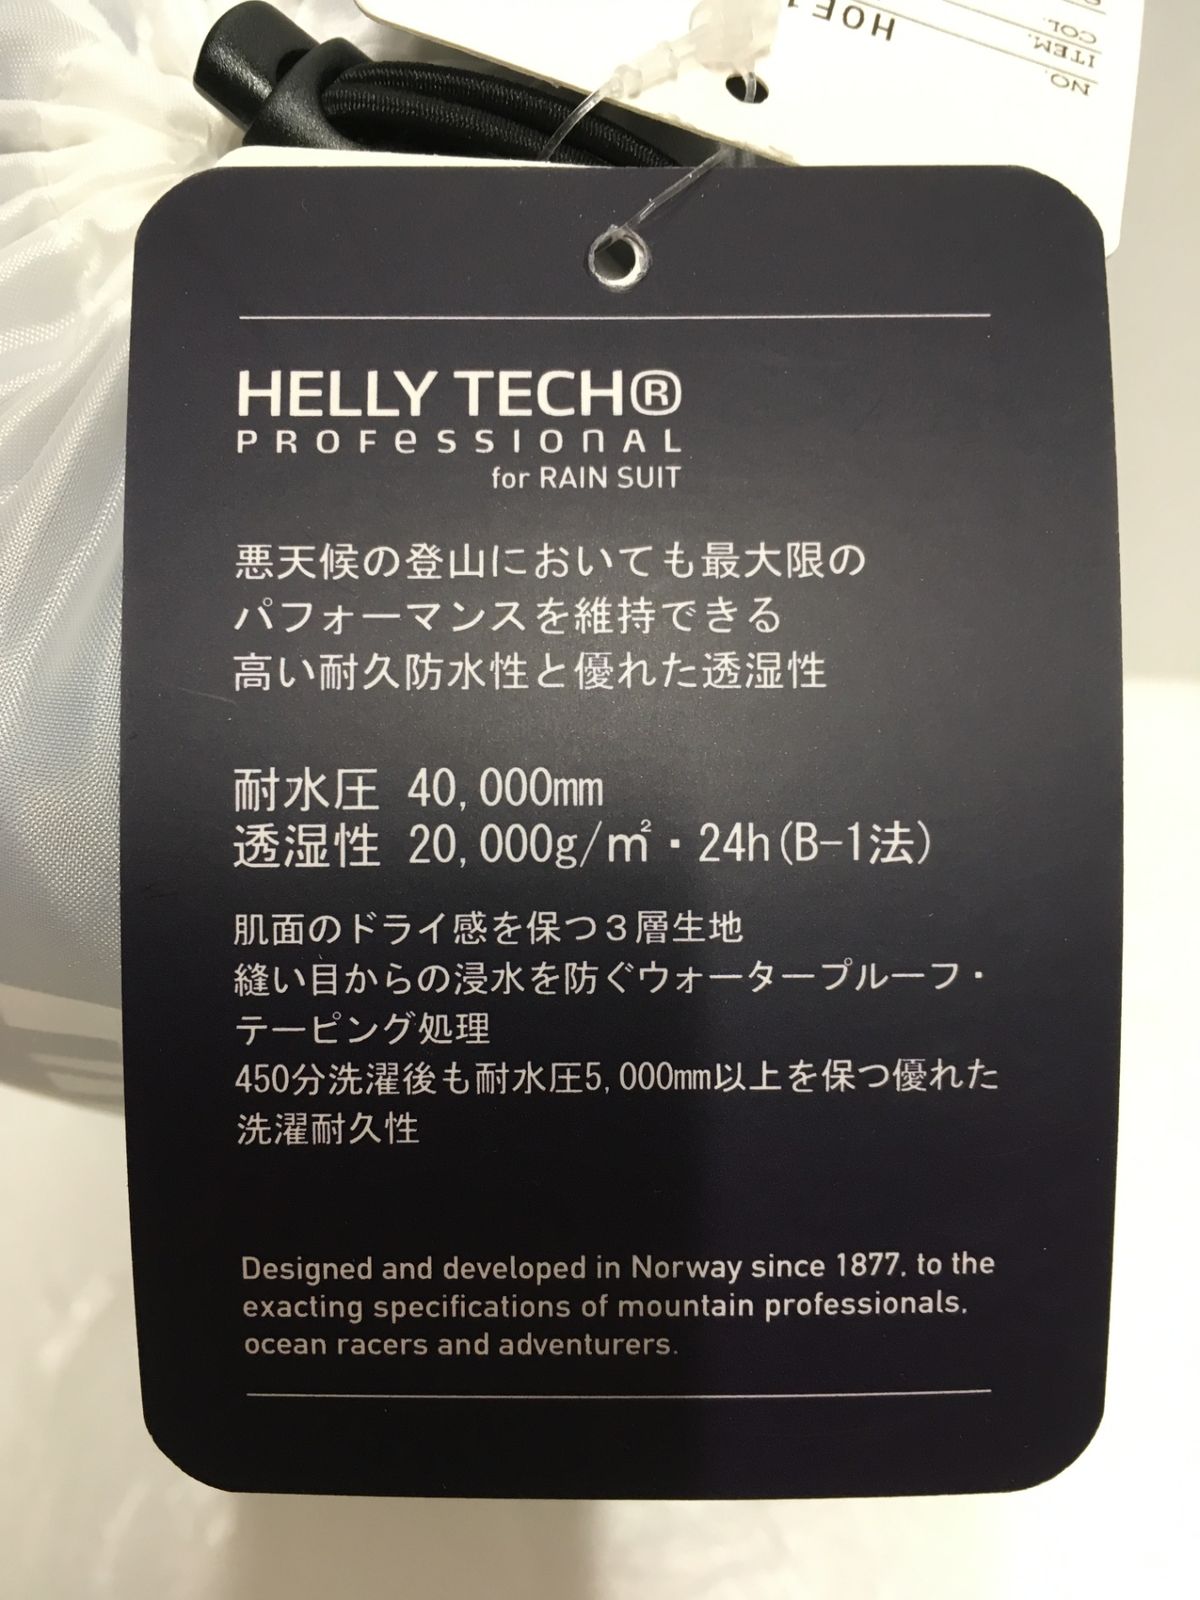 NO.
ITEM.
COL.
HOE1
HELLY TECH®
PROFESSIONAL
for RAIN SUIT
悪天候の登山においても最大限の
パフォーマンスを維持できる
高い耐久防水性と優れた透湿性
耐水圧 40,000mm
透湿性 20,000g/㎡・24h(B-1法)
肌面のドライ感を保つ3層生地
縫い目からの浸水を防ぐウォータープルーフ・
テーピング処理
450分洗濯後も耐水圧5,000mm以上を保つ優れた
洗濯耐久性
Designed and developed in Norway since 1877, to the
exacting specifications of mountain professionals,
ocean racers and adventurers.